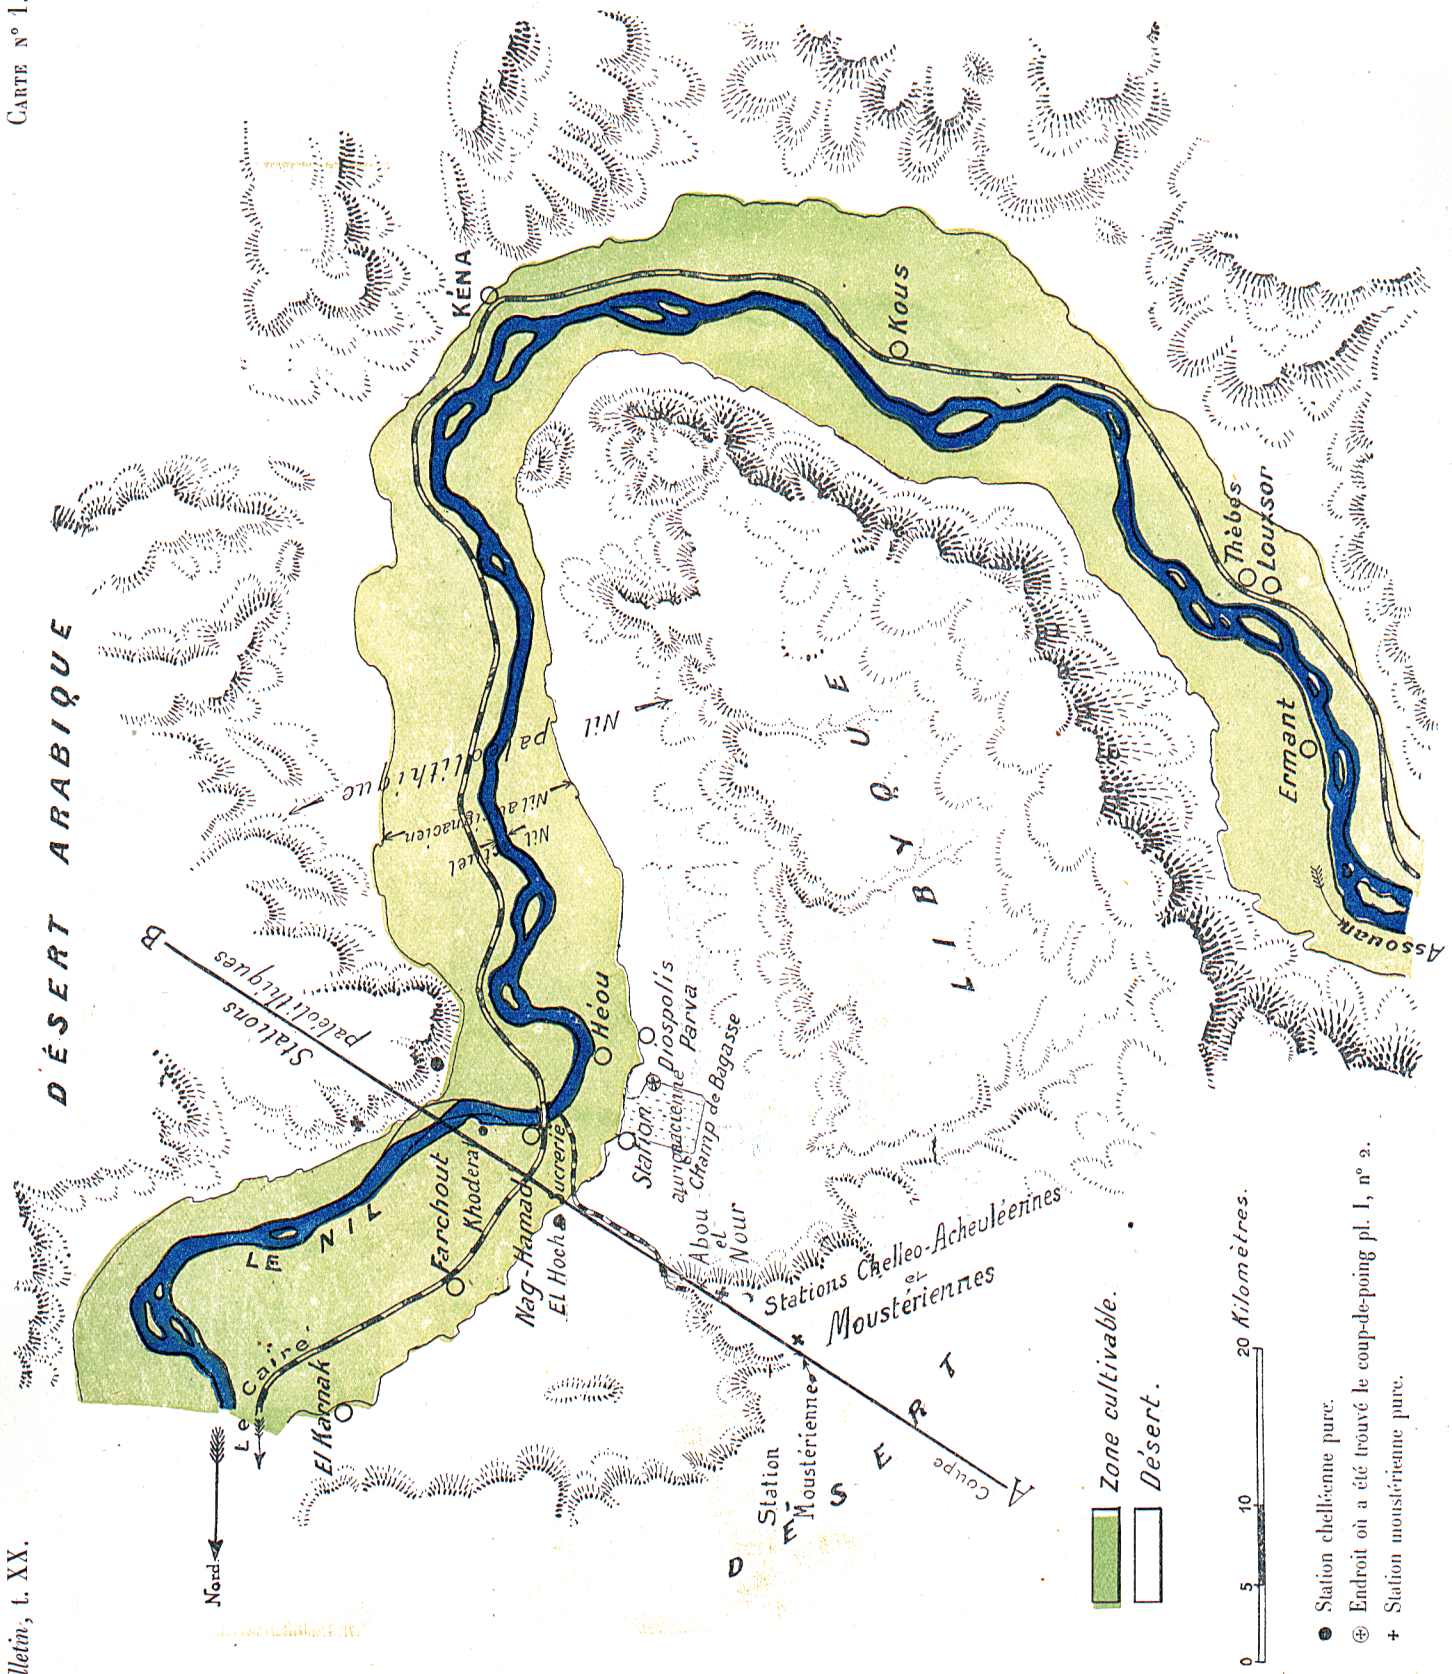 lletin, t. XX.
CARTE N° 1.
DÉSERT ARABIQUE
KÉNA
Kous
Thèbes
Louxsor
Ermant
Assouan
Nil
paléolithique
Nil aurignacien
Nil
actuel
B
Stations
paléolithiques
Héou
Diospolis
Parva
Station
aurignacienne
Champ de Bagasse
LE
NIL
Farchout
Khoderat
Nag-Hamadi
Sucrerie
El Hoch
Abou
el
Nour
Stations Chelleo-Acheuléennes
et
Moustériennes
Station
Moustérienne
Le Caire
El Karnak
Nord
Coupe
A
DÉSERT
LIBYQUE
Zone cultivable.
Désert.
0 5 10 20 Kilomètres.
Station chelléenne pure.
Endroit où a été trouvé le coup-de-poing pl. I, n° 2.
Station moustérienne pure.